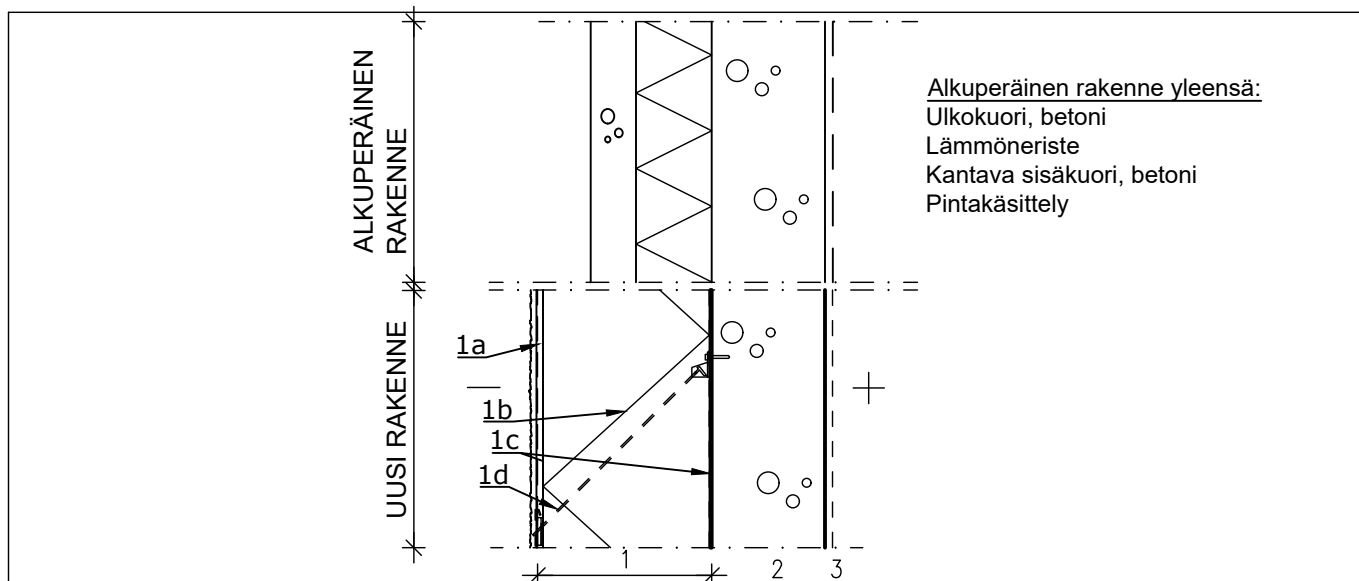 ALKUPERÄINEN
RAKENNE
Alkuperäinen rakenne yleensä:
Ulkokuori, betoni
Lämmöneriste
Kantava sisäkuori, betoni
Pintakäsittely
UUSI RAKENNE
1a
1b
1c
1d
1
2
3